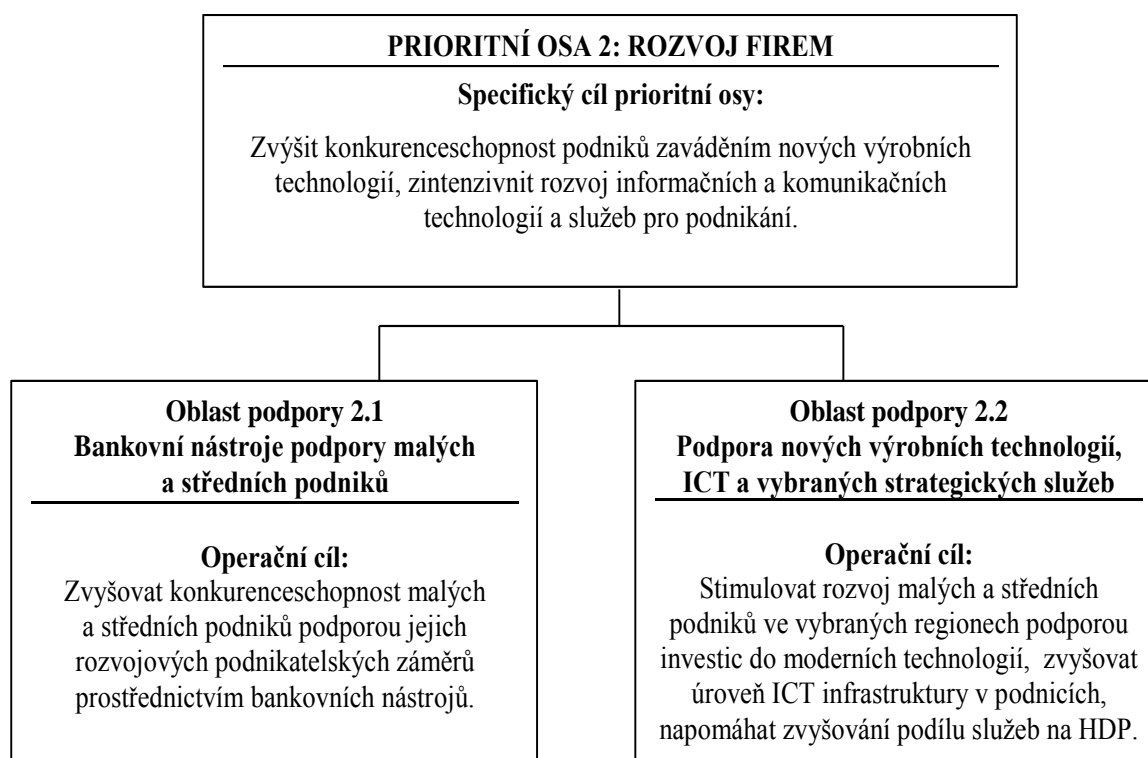 PRIORITNÍ OSA 2: ROZVOJ FIREM
Specifický cíl prioritní osy:
Zvýšit konkurenceschopnost podniků zaváděním nových výrobních
technologií, zintenzivnit rozvoj informačních a komunikačních
technologií a služeb pro podnikání.
Oblast podpory 2.1
Bankovní nástroje podpory malých
a středních podniků
Operační cíl:
Zvyšovat konkurenceschopnost malých
a středních podniků podporou jejich
rozvojových podnikatelských záměrů
prostřednictvím bankovních nástrojů.
Oblast podpory 2.2
Podpora nových výrobních technologií,
ICT a vybraných strategických služeb
Operační cíl:
Stimulovat rozvoj malých a středních
podniků ve vybraných regionech podporou
investic do moderních technologií, zvyšovat
úroveň ICT infrastruktury v podnicích,
napomáhat zvyšování podílu služeb na HDP.